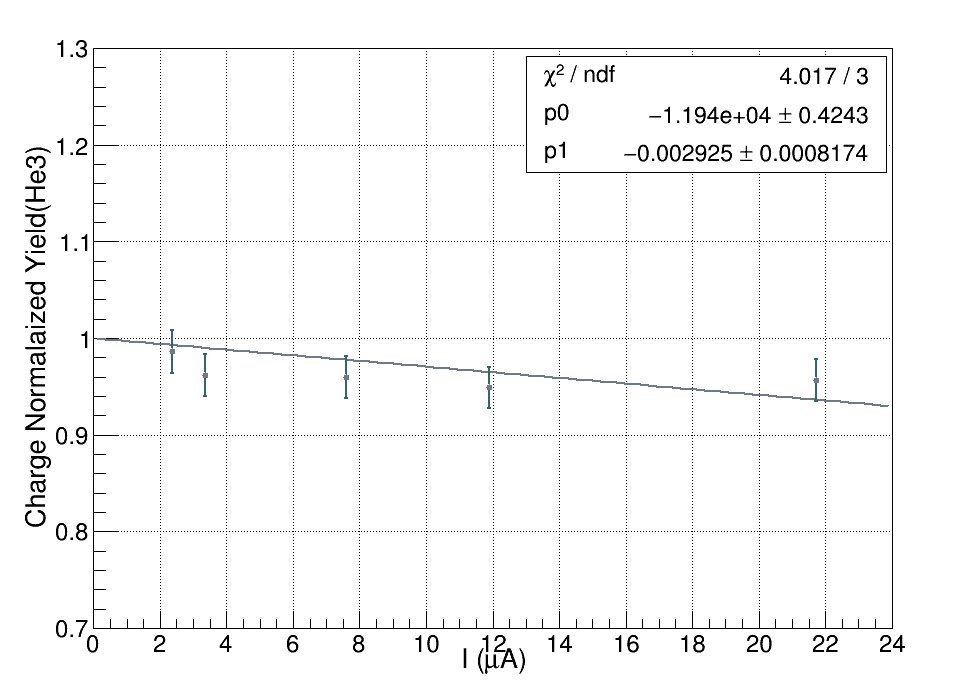 1.3
1.2
1.1
1
0.9
0.8
0.7
Charge Normalaized Yield(He3)
χ² / ndf 4.017 / 3
p0 −1.194e+04 ± 0.4243
p1 −0.002925 ± 0.0008174
0 2 4 6 8 10 12 14 16 18 20 22 24
I (μA)